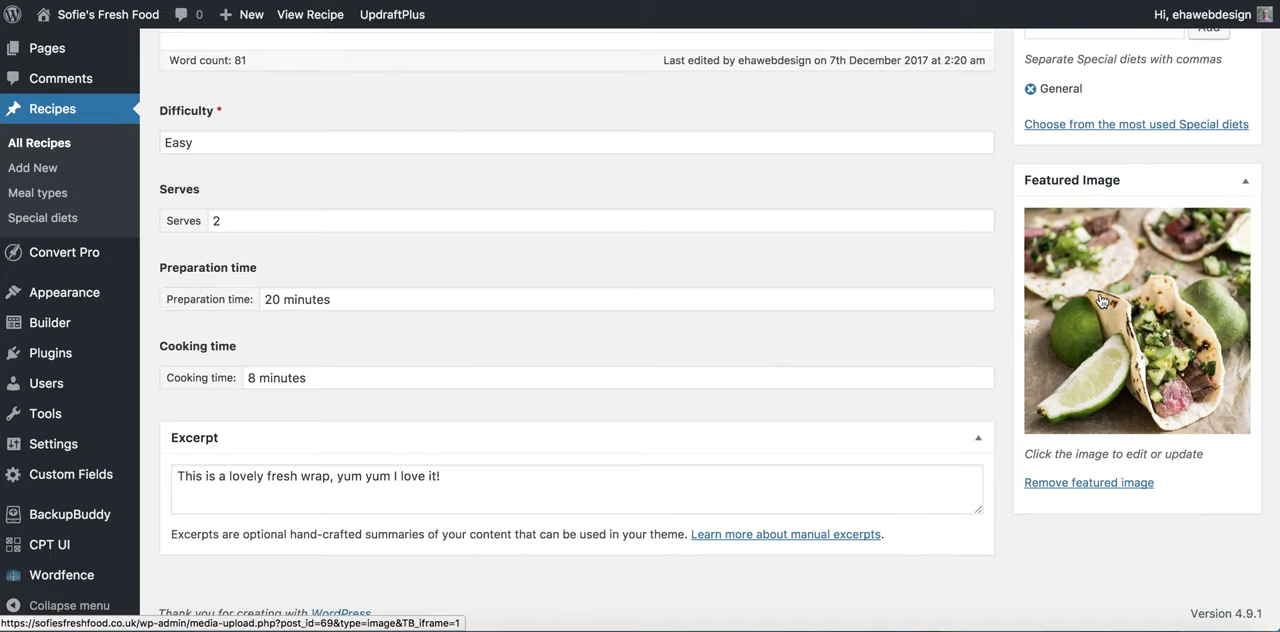 Sofie's Fresh Food 0 New View Recipe UpdraftPlus Hi, ehawebdesign
Pages
Comments
Recipes
All Recipes
Add New
Meal types
Special diets
Convert Pro
Appearance
Builder
Plugins
Users
Tools
Settings
Custom Fields
BackupBuddy
CPT UI
Wordfence
Collapse menu
Word count: 81 Last edited by ehawebdesign on 7th December 2017 at 2:20 am
Difficulty *
Easy
Serves
Serves 2
Preparation time
Preparation time: 20 minutes
Cooking time
Cooking time: 8 minutes
Excerpt
This is a lovely fresh wrap, yum yum I love it!
Excerpts are optional hand-crafted summaries of your content that can be used in your theme. Learn more about manual excerpts.
Thank you for creating with WordPress
Add
Separate Special diets with commas
General
Choose from the most used Special diets
Featured Image
Click the image to edit or update
Remove featured image
Version 4.9.1
https://sofiesfreshfood.co.uk/wp-admin/media-upload.php?post_id=69&type=image&TB_iframe=1